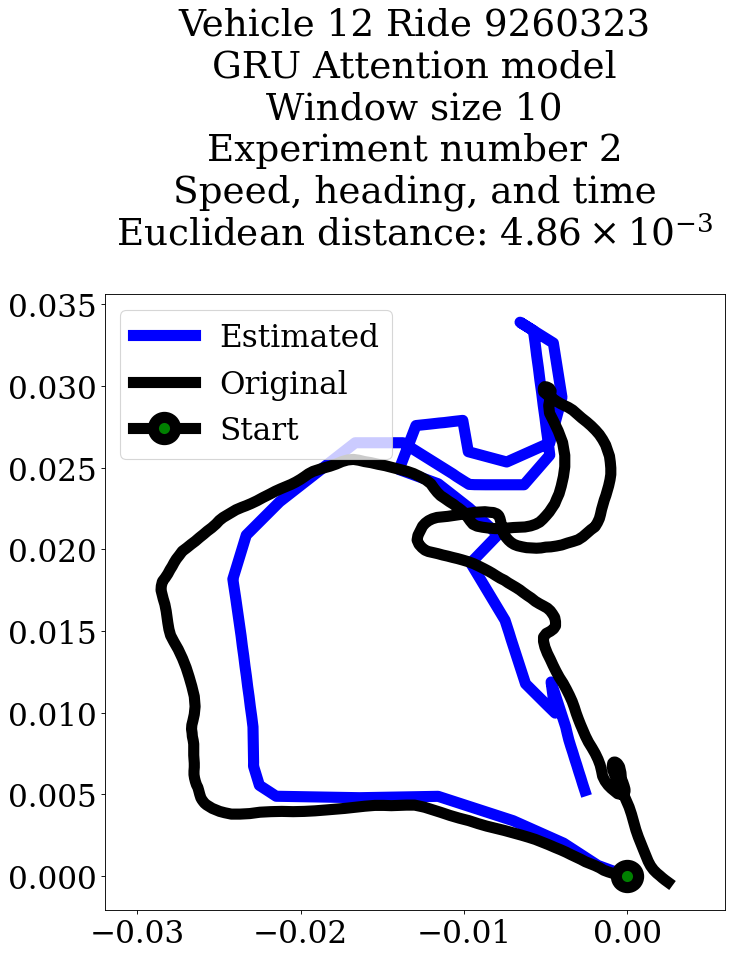 Vehicle 12 Ride 9260323
GRU Attention model
Window size 10
Experiment number 2
Speed, heading, and time
Euclidean distance: 4.86 × 10⁻³
Estimated
Original
Start
0.035
0.030
0.025
0.020
0.015
0.010
0.005
0.000
−0.03 −0.02 −0.01 0.00